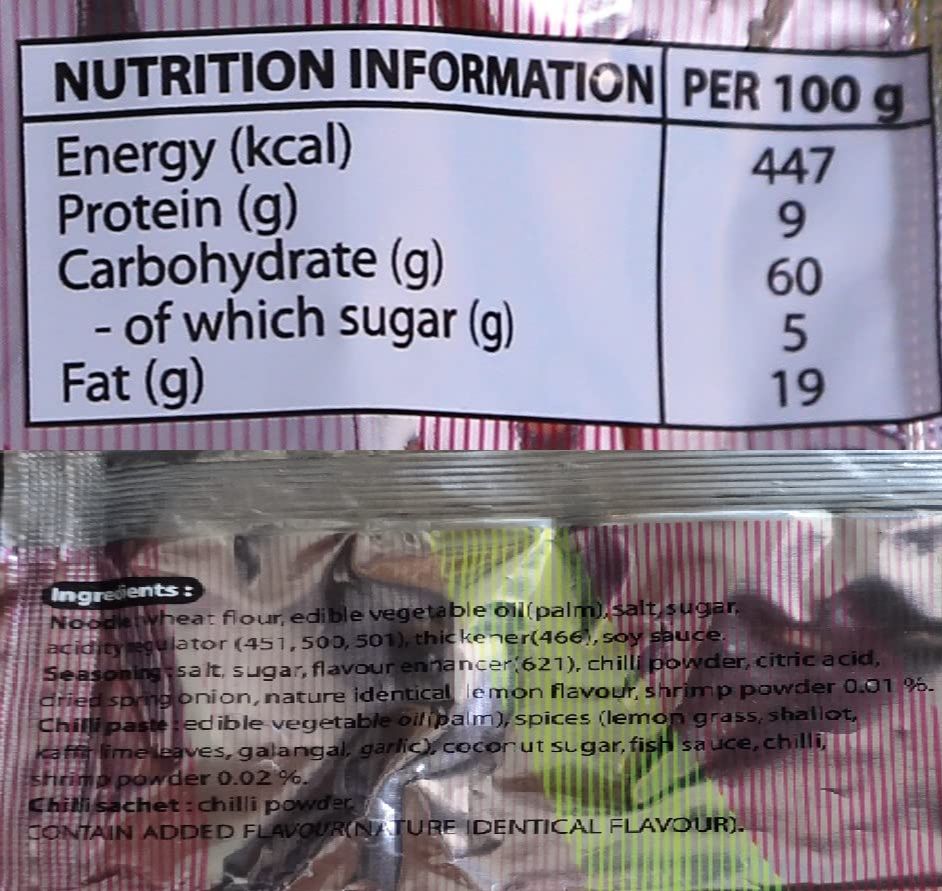 NUTRITION INFORMATION PER 100 g
Energy (kcal) 447
Protein (g) 9
Carbohydrate (g) 60
- of which sugar (g) 5
Fat (g) 19
Ingredients :
Noodle: wheat flour, edible vegetable oil(palm), salt, sugar,
acidity regulator (451, 500, 501), thickener(466), soy sauce.
Seasoning: salt, sugar, flavour enhancer(621), chilli powder, citric acid,
dried spring onion, nature identical lemon flavour, shrimp powder 0.01 %.
Chilli paste : edible vegetable oil(palm), spices (lemon grass, shallot,
kaffir lime leaves, galangal, garlic), coconut sugar, fish sauce, chilli,
shrimp powder 0.02 %.
Chilli sachet : chilli powder.
CONTAIN ADDED FLAVOUR(NATURE IDENTICAL FLAVOUR).